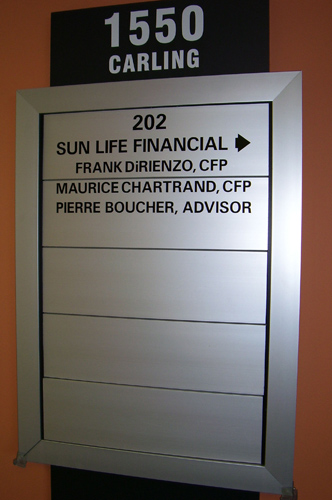 1550
CARLING
202
SUN LIFE FINANCIAL
FRANK DiRIENZO, CFP
MAURICE CHARTRAND, CFP
PIERRE BOUCHER, ADVISOR